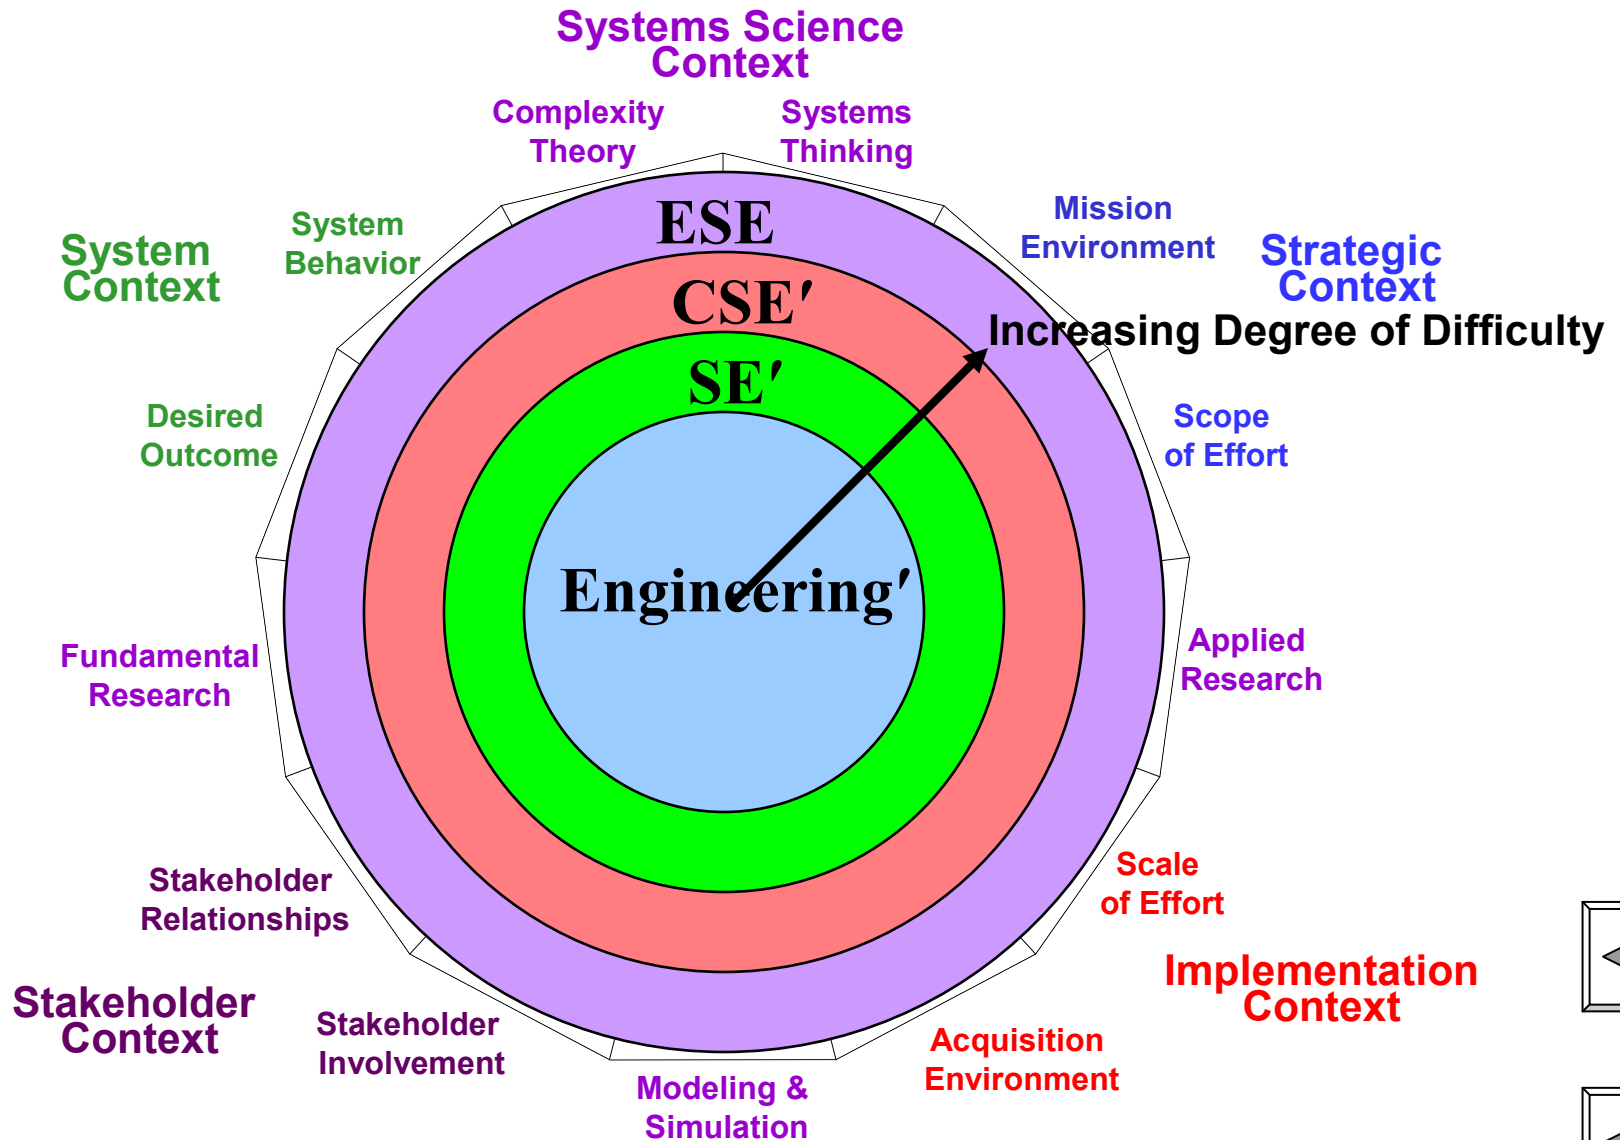 Systems Science
Context
Complexity
Theory
Systems
Thinking
System
Behavior
Mission
Environment
System
Context
Strategic
Context
ESE
CSE′
Increasing Degree of Difficulty
SE′
Desired
Outcome
Scope
of Effort
Engineering′
Fundamental
Research
Applied
Research
Stakeholder
Relationships
Scale
of Effort
Implementation
Context
Stakeholder
Context
Stakeholder
Involvement
Acquisition
Environment
Modeling &
Simulation